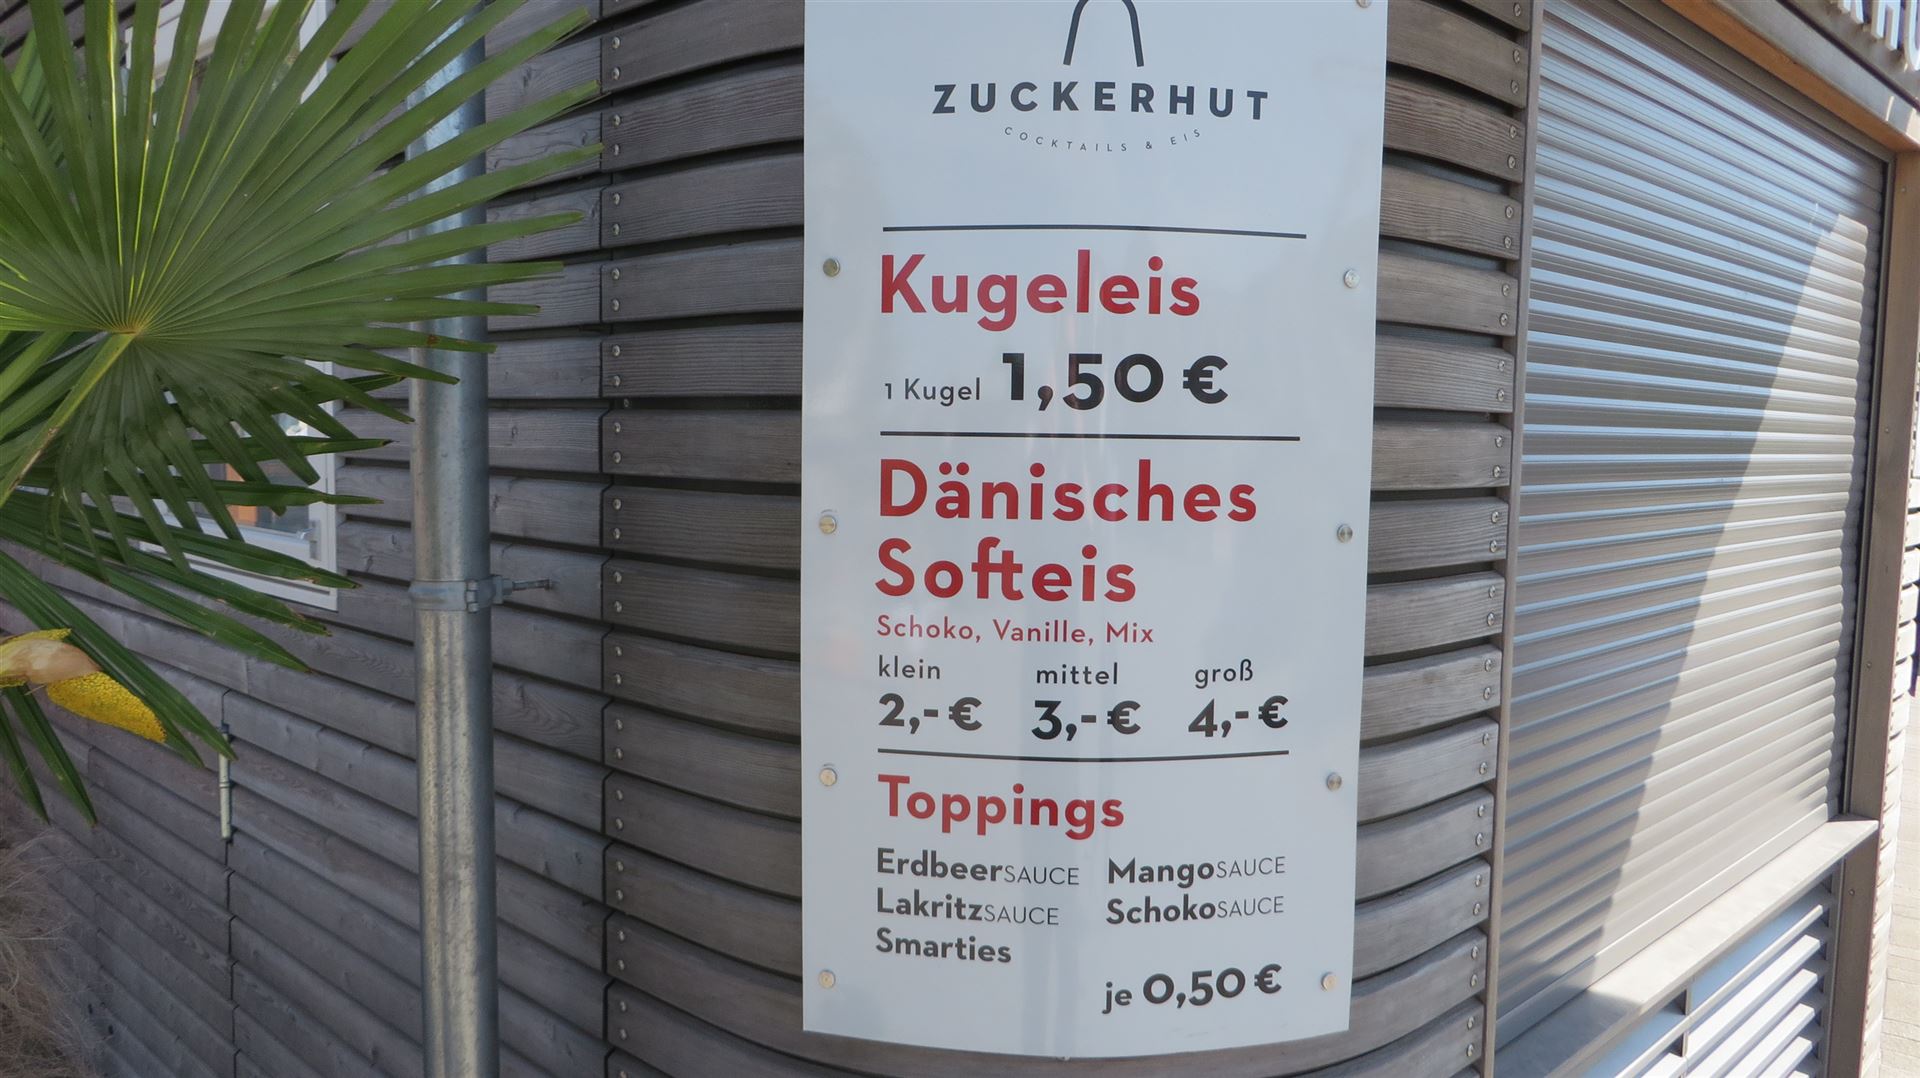 ZUCKERHUT
COCKTAILS & EIS
Kugeleis
1 Kugel 1,50 €
Dänisches
Softeis
Schoko, Vanille, Mix
klein mittel groß
2,- € 3,- € 4,- €
Toppings
ErdbeerSAUCE MangoSAUCE
LakritzSAUCE SchokoSAUCE
Smarties
je 0,50 €